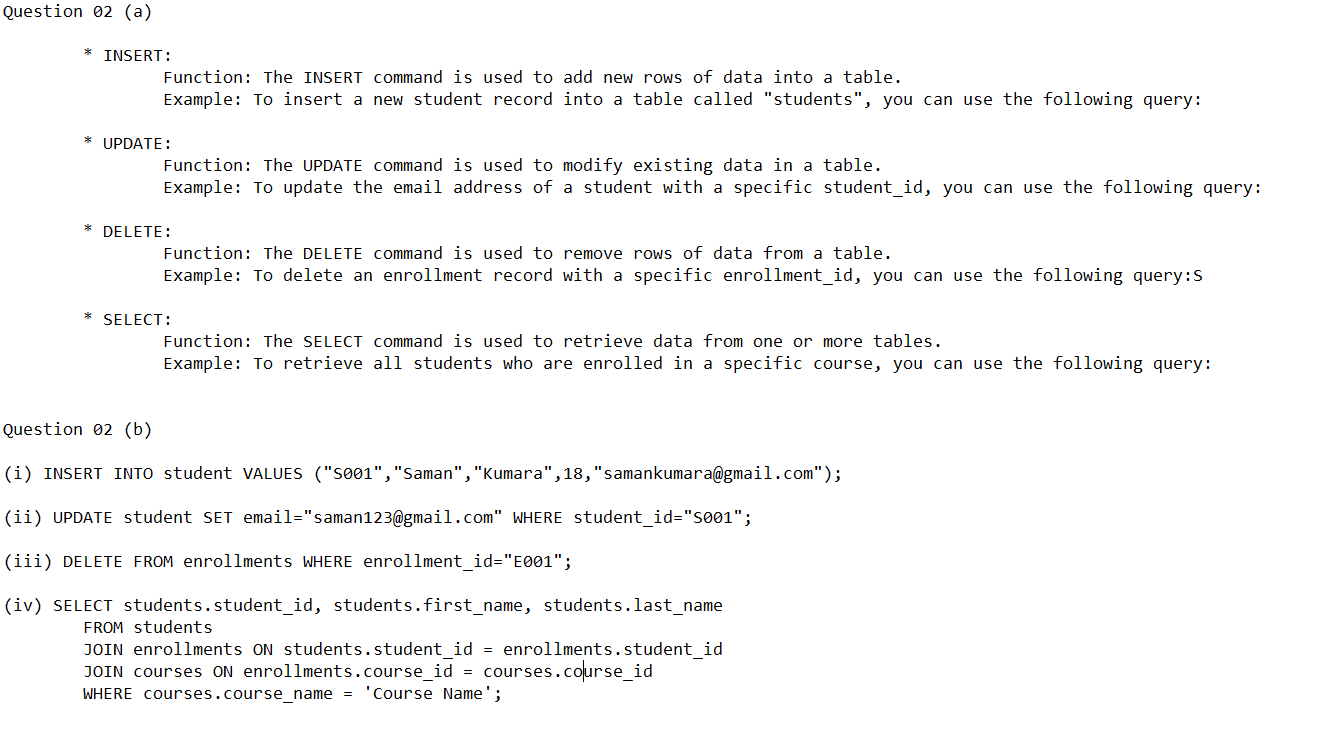 Question 02 (a)
* INSERT:
Function: The INSERT command is used to add new rows of data into a table.
Example: To insert a new student record into a table called "students", you can use the following query:
* UPDATE:
Function: The UPDATE command is used to modify existing data in a table.
Example: To update the email address of a student with a specific student_id, you can use the following query:
* DELETE:
Function: The DELETE command is used to remove rows of data from a table.
Example: To delete an enrollment record with a specific enrollment_id, you can use the following query:S
* SELECT:
Function: The SELECT command is used to retrieve data from one or more tables.
Example: To retrieve all students who are enrolled in a specific course, you can use the following query:
Question 02 (b)
(i) INSERT INTO student VALUES ("S001","Saman","Kumara",18,"samankumara@gmail.com");
(ii) UPDATE student SET email="saman123@gmail.com" WHERE student_id="S001";
(iii) DELETE FROM enrollments WHERE enrollment_id="E001";
(iv) SELECT students.student_id, students.first_name, students.last_name
FROM students
JOIN enrollments ON students.student_id = enrollments.student_id
JOIN courses ON enrollments.course_id = courses.course_id
WHERE courses.course_name = 'Course Name';